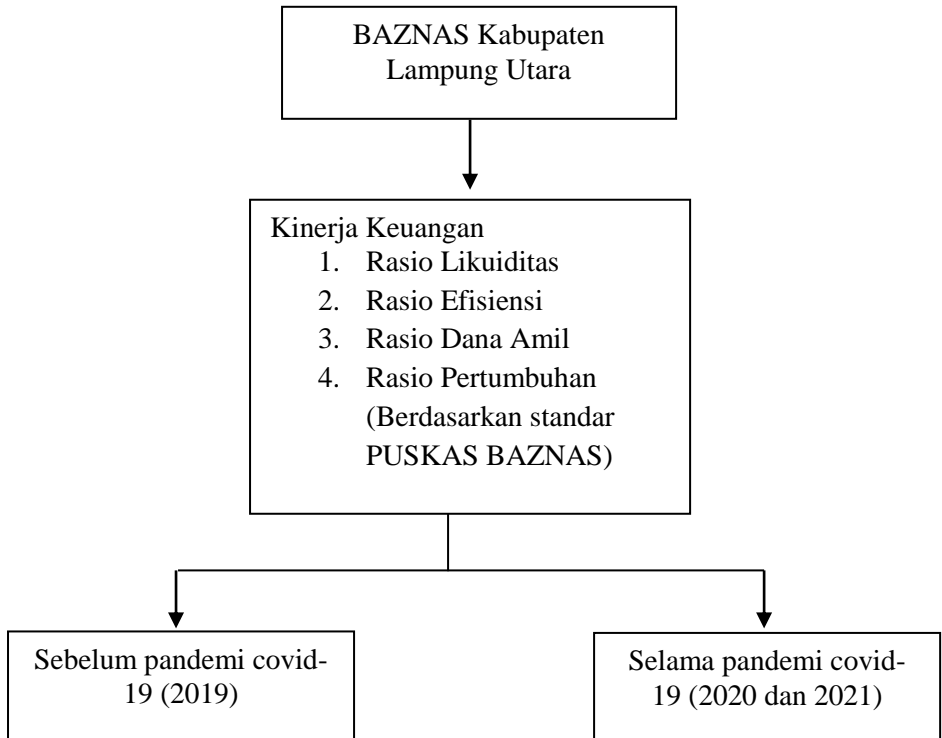 BAZNAS Kabupaten
Lampung Utara
Kinerja Keuangan
1. Rasio Likuiditas
2. Rasio Efisiensi
3. Rasio Dana Amil
4. Rasio Pertumbuhan
(Berdasarkan standar
PUSKAS BAZNAS)
Sebelum pandemi covid-
19 (2019)
Selama pandemi covid-
19 (2020 dan 2021)